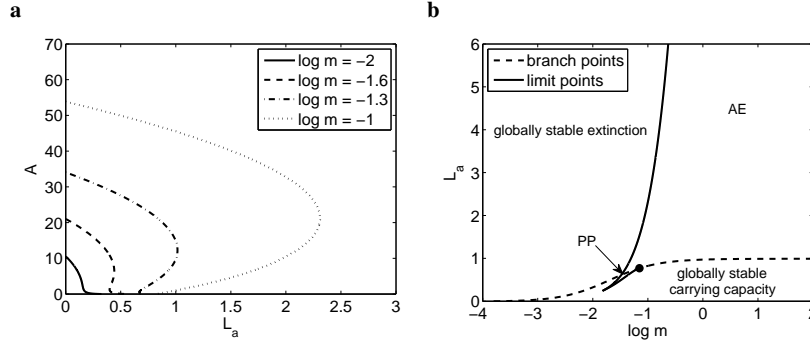 a
b
70
60
50
40
30
20
10
0
A
0
0.5
1
1.5
2
2.5
3
L_a
log m = −2
log m = −1.6
log m = −1.3
log m = −1
6
5
4
3
2
1
0
L_a
−4
−3
−2
−1
0
1
2
log m
branch points
limit points
globally stable extinction
AE
PP
globally stable
carrying capacity